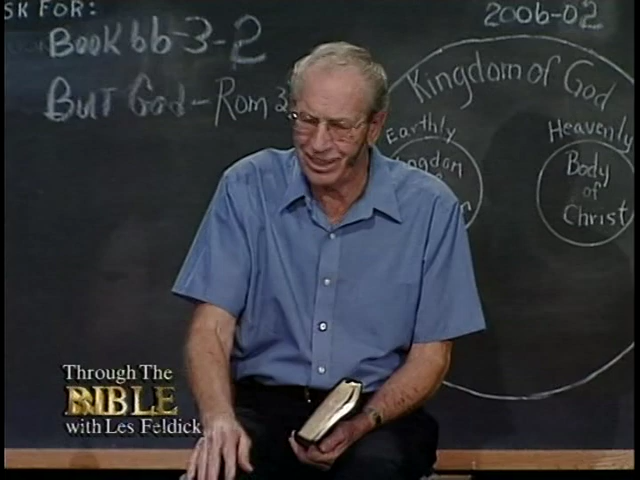 SK FOR:
2006-02
Book 66-3-2
But God - Rom 3
Kingdom of God
Earthly
Heavenly
Body
of
Christ
Through The
BIBLE
with Les Feldick